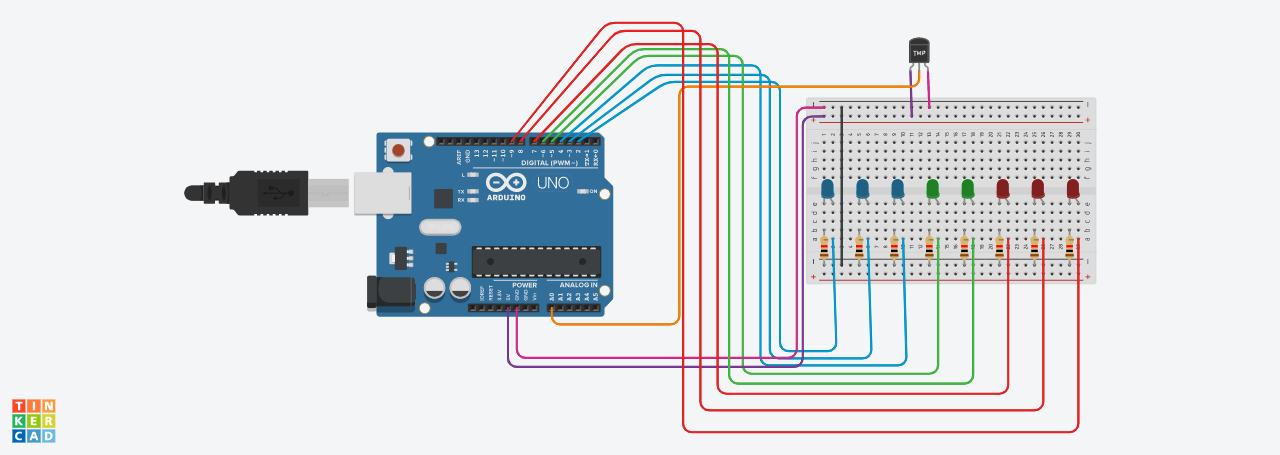 TMP
AREF
GND
13
12
~11
~10
~9
8
7
~6
~5
4
~3
2
TX→1
RX←0
DIGITAL (PWM~)
L
TX
RX
ARDUINO
UNO
ON
POWER
ANALOG IN
IOREF
RESET
3.3V
5V
GND
GND
Vin
A0
A1
A2
A3
A4
A5
TIN
KER
CAD